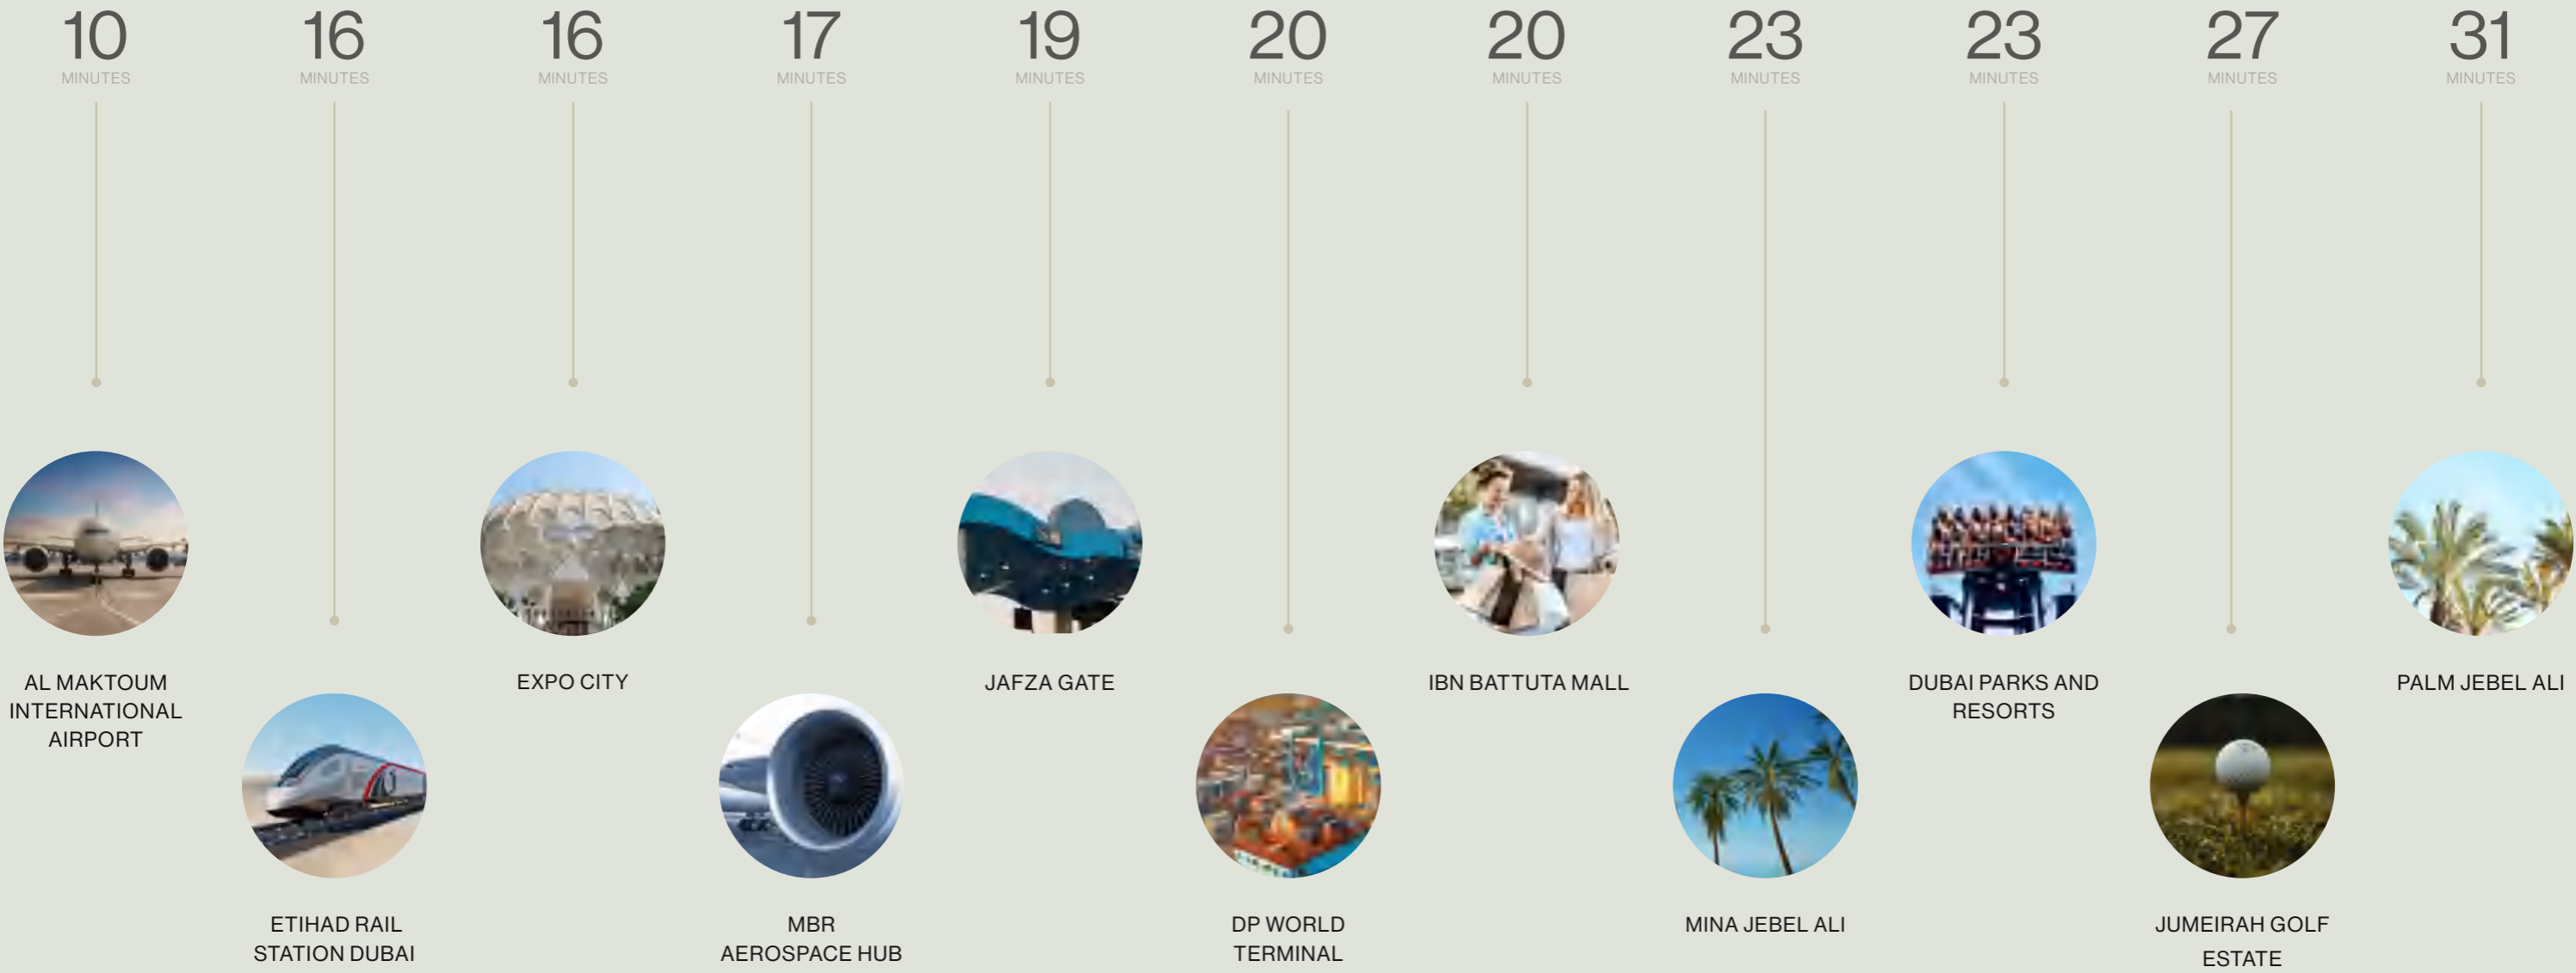 10
MINUTES
16
MINUTES
16
MINUTES
17
MINUTES
19
MINUTES
20
MINUTES
20
MINUTES
23
MINUTES
23
MINUTES
27
MINUTES
31
MINUTES
AL MAKTOUM
INTERNATIONAL
AIRPORT
ETIHAD RAIL
STATION DUBAI
EXPO CITY
MBR
AEROSPACE HUB
JAFZA GATE
DP WORLD
TERMINAL
IBN BATTUTA MALL
MINA JEBEL ALI
DUBAI PARKS AND
RESORTS
JUMEIRAH GOLF
ESTATE
PALM JEBEL ALI